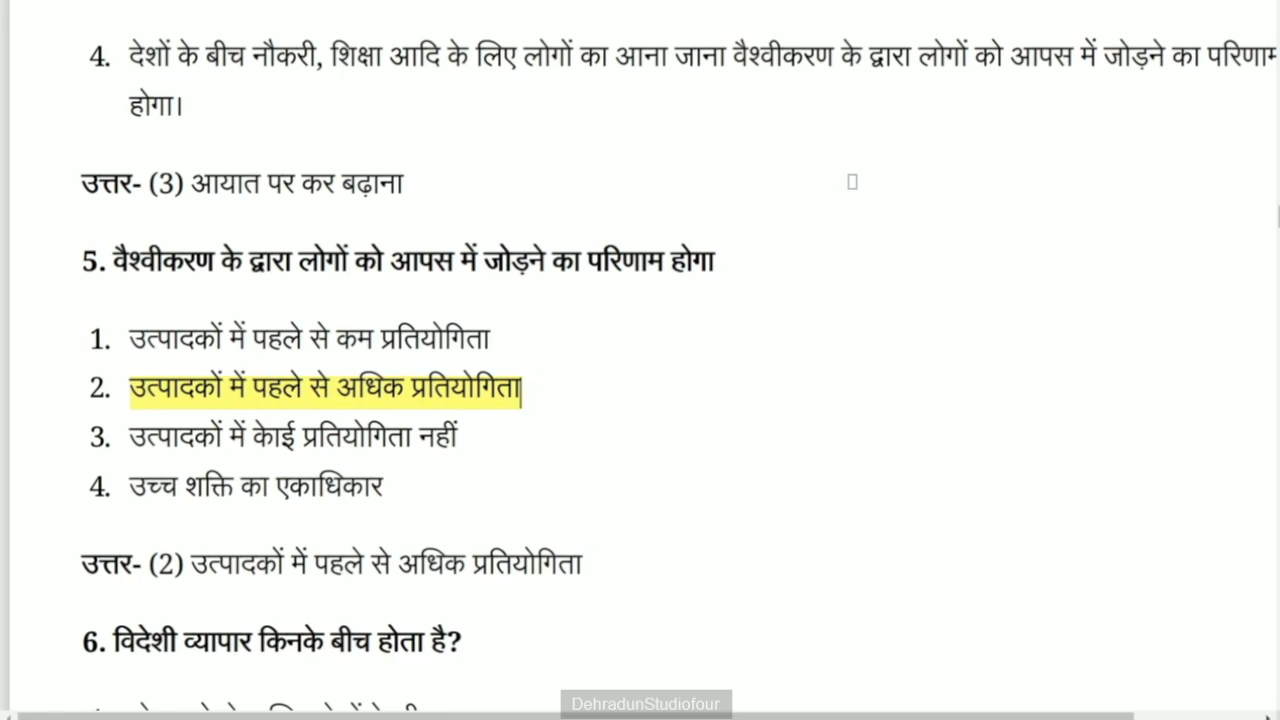 4. देशों के बीच नौकरी, शिक्षा आदि के लिए लोगों का आना जाना वैश्वीकरण के द्वारा लोगों को आपस में जोड़ने का परिणाम
होगा।
उत्तर- (3) आयात पर कर बढ़ाना
5. वैश्वीकरण के द्वारा लोगों को आपस में जोड़ने का परिणाम होगा
1. उत्पादकों में पहले से कम प्रतियोगिता
2. उत्पादकों में पहले से अधिक प्रतियोगिता
3. उत्पादकों में केाई प्रतियोगिता नहीं
4. उच्च शक्ति का एकाधिकार
उत्तर- (2) उत्पादकों में पहले से अधिक प्रतियोगिता
6. विदेशी व्यापार किनके बीच होता है?
DehradunStudiofour